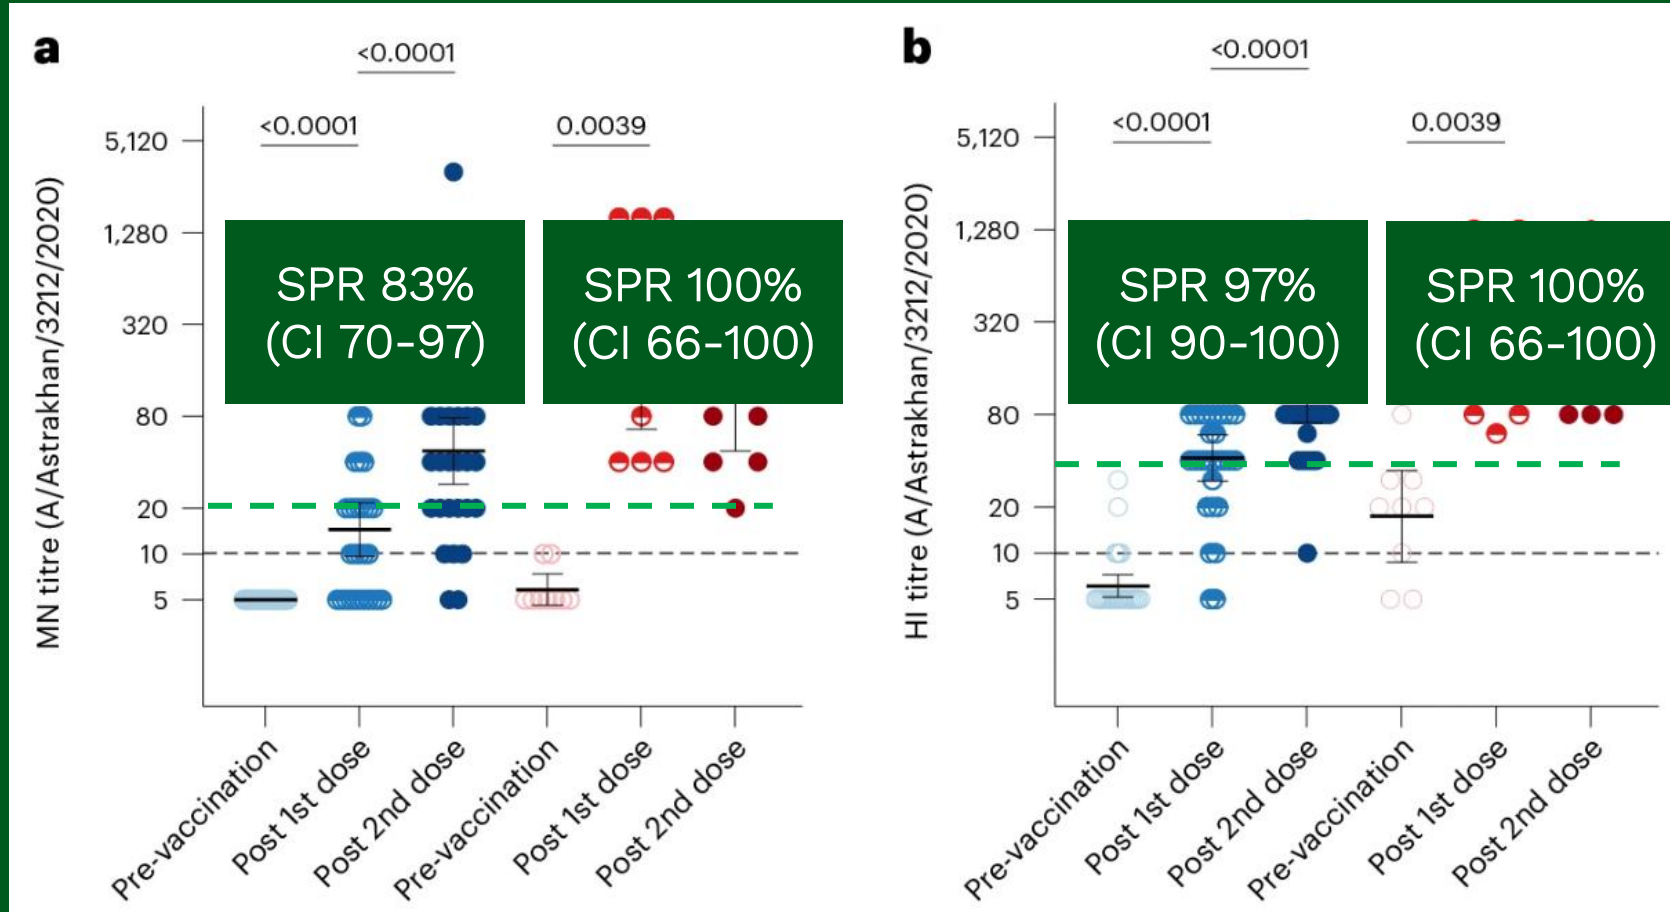 a
<0.0001
<0.0001
0.0039
MN titre (A/Astrakhan/3212/2020)
5,120
1,280
320
80
20
10
5
SPR 83%
(CI 70-97)
SPR 100%
(CI 66-100)
Pre-vaccination
Post 1st dose
Post 2nd dose
Pre-vaccination
Post 1st dose
Post 2nd dose
b
<0.0001
<0.0001
0.0039
HI titre (A/Astrakhan/3212/2020)
5,120
1,280
320
80
20
10
5
SPR 97%
(CI 90-100)
SPR 100%
(CI 66-100)
Pre-vaccination
Post 1st dose
Post 2nd dose
Pre-vaccination
Post 1st dose
Post 2nd dose